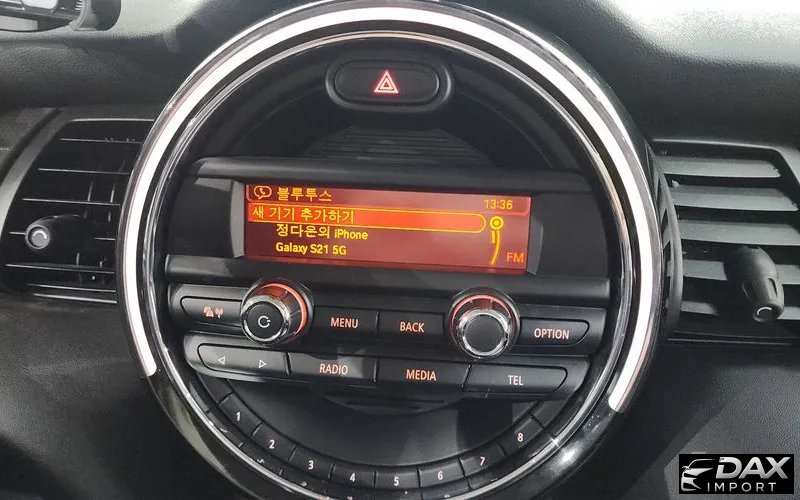 블루투스
13:36
새 기기 추가하기
정다은의 iPhone
Galaxy S21 5G
FM
MENU
BACK
OPTION
RADIO
MEDIA
TEL
1 2 3 4 5 6 7 8
DAX
IMPORT